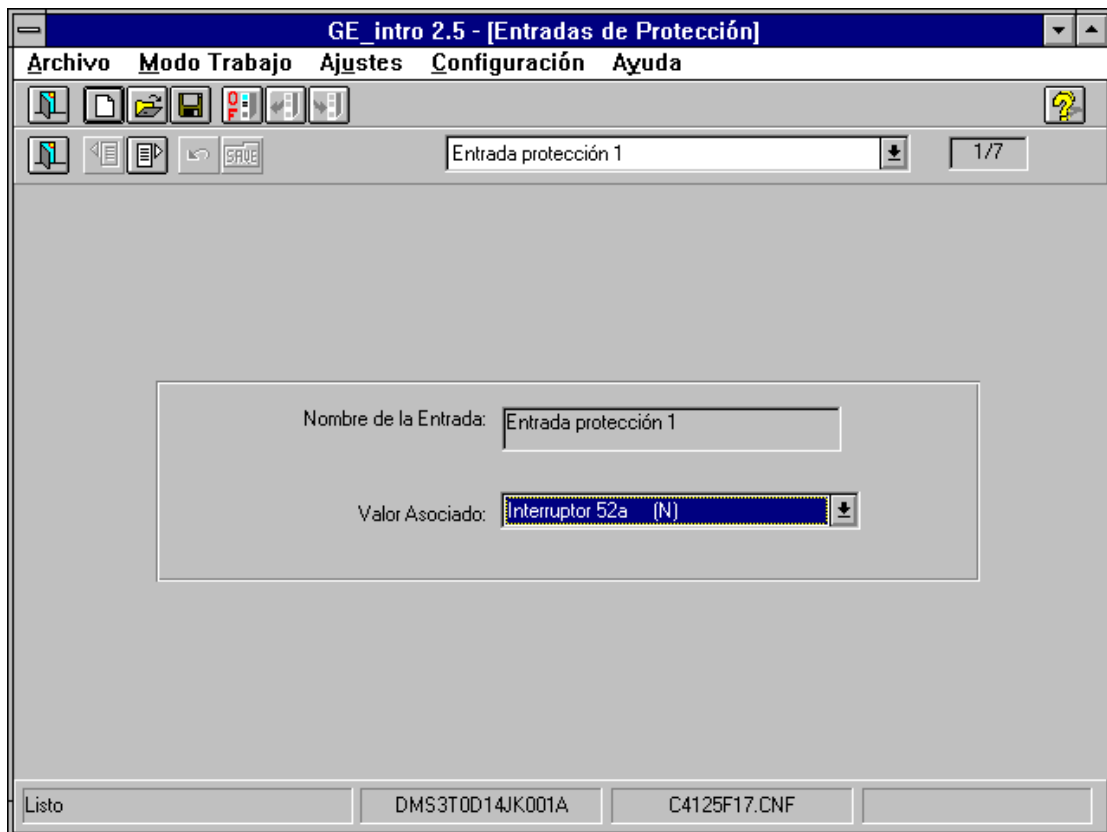 GE_intro 2.5 - [Entradas de Protección]
Archivo Modo Trabajo Ajustes Configuración Ayuda
SAVE Entrada protección 1 1/7
Nombre de la Entrada: Entrada protección 1
Valor Asociado: Interruptor 52a (N)
Listo DMS3T0D14JK001A C4125F17.CNF